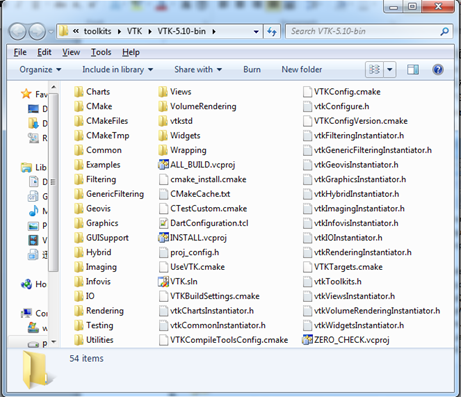 « toolkits ▸ VTK ▸ VTK-5.10-bin ▸
Search VTK-5.10-bin
File Edit View Tools Help
Organize Include in library Share with Burn New folder
Fav
D
D
R
Lib
D
G
M
P
V
Hor
Cor
w
P
Charts
CMake
CMakeFiles
CMakeTmp
Common
Examples
Filtering
GenericFiltering
Geovis
Graphics
GUISupport
Hybrid
Imaging
Infovis
IO
Rendering
Testing
Utilities
Views
VolumeRendering
vtkstd
Widgets
Wrapping
ALL_BUILD.vcproj
cmake_install.cmake
CMakeCache.txt
CTestCustom.cmake
DartConfiguration.tcl
INSTALL.vcproj
proj_config.h
UseVTK.cmake
VTK.sln
VTKBuildSettings.cmake
vtkChartsInstantiator.h
vtkCommonInstantiator.h
VTKCompileToolsConfig.cmake
VTKConfig.cmake
vtkConfigure.h
VTKConfigVersion.cmake
vtkFilteringInstantiator.h
vtkGenericFilteringInstantiator.h
vtkGeovisInstantiator.h
vtkGraphicsInstantiator.h
vtkHybridInstantiator.h
vtkImagingInstantiator.h
vtkInfovisInstantiator.h
vtkIOInstantiator.h
vtkRenderingInstantiator.h
VTKTargets.cmake
vtkToolkits.h
vtkViewsInstantiator.h
vtkVolumeRenderingInstantiator.h
vtkWidgetsInstantiator.h
ZERO_CHECK.vcproj
54 items